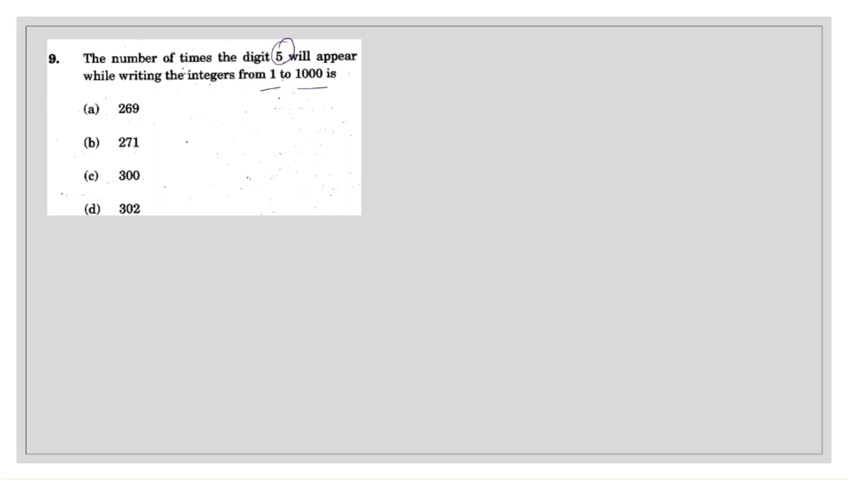 9. The number of times the digit 5 will appear
while writing the integers from 1 to 1000 is
(a) 269
(b) 271
(c) 300
(d) 302